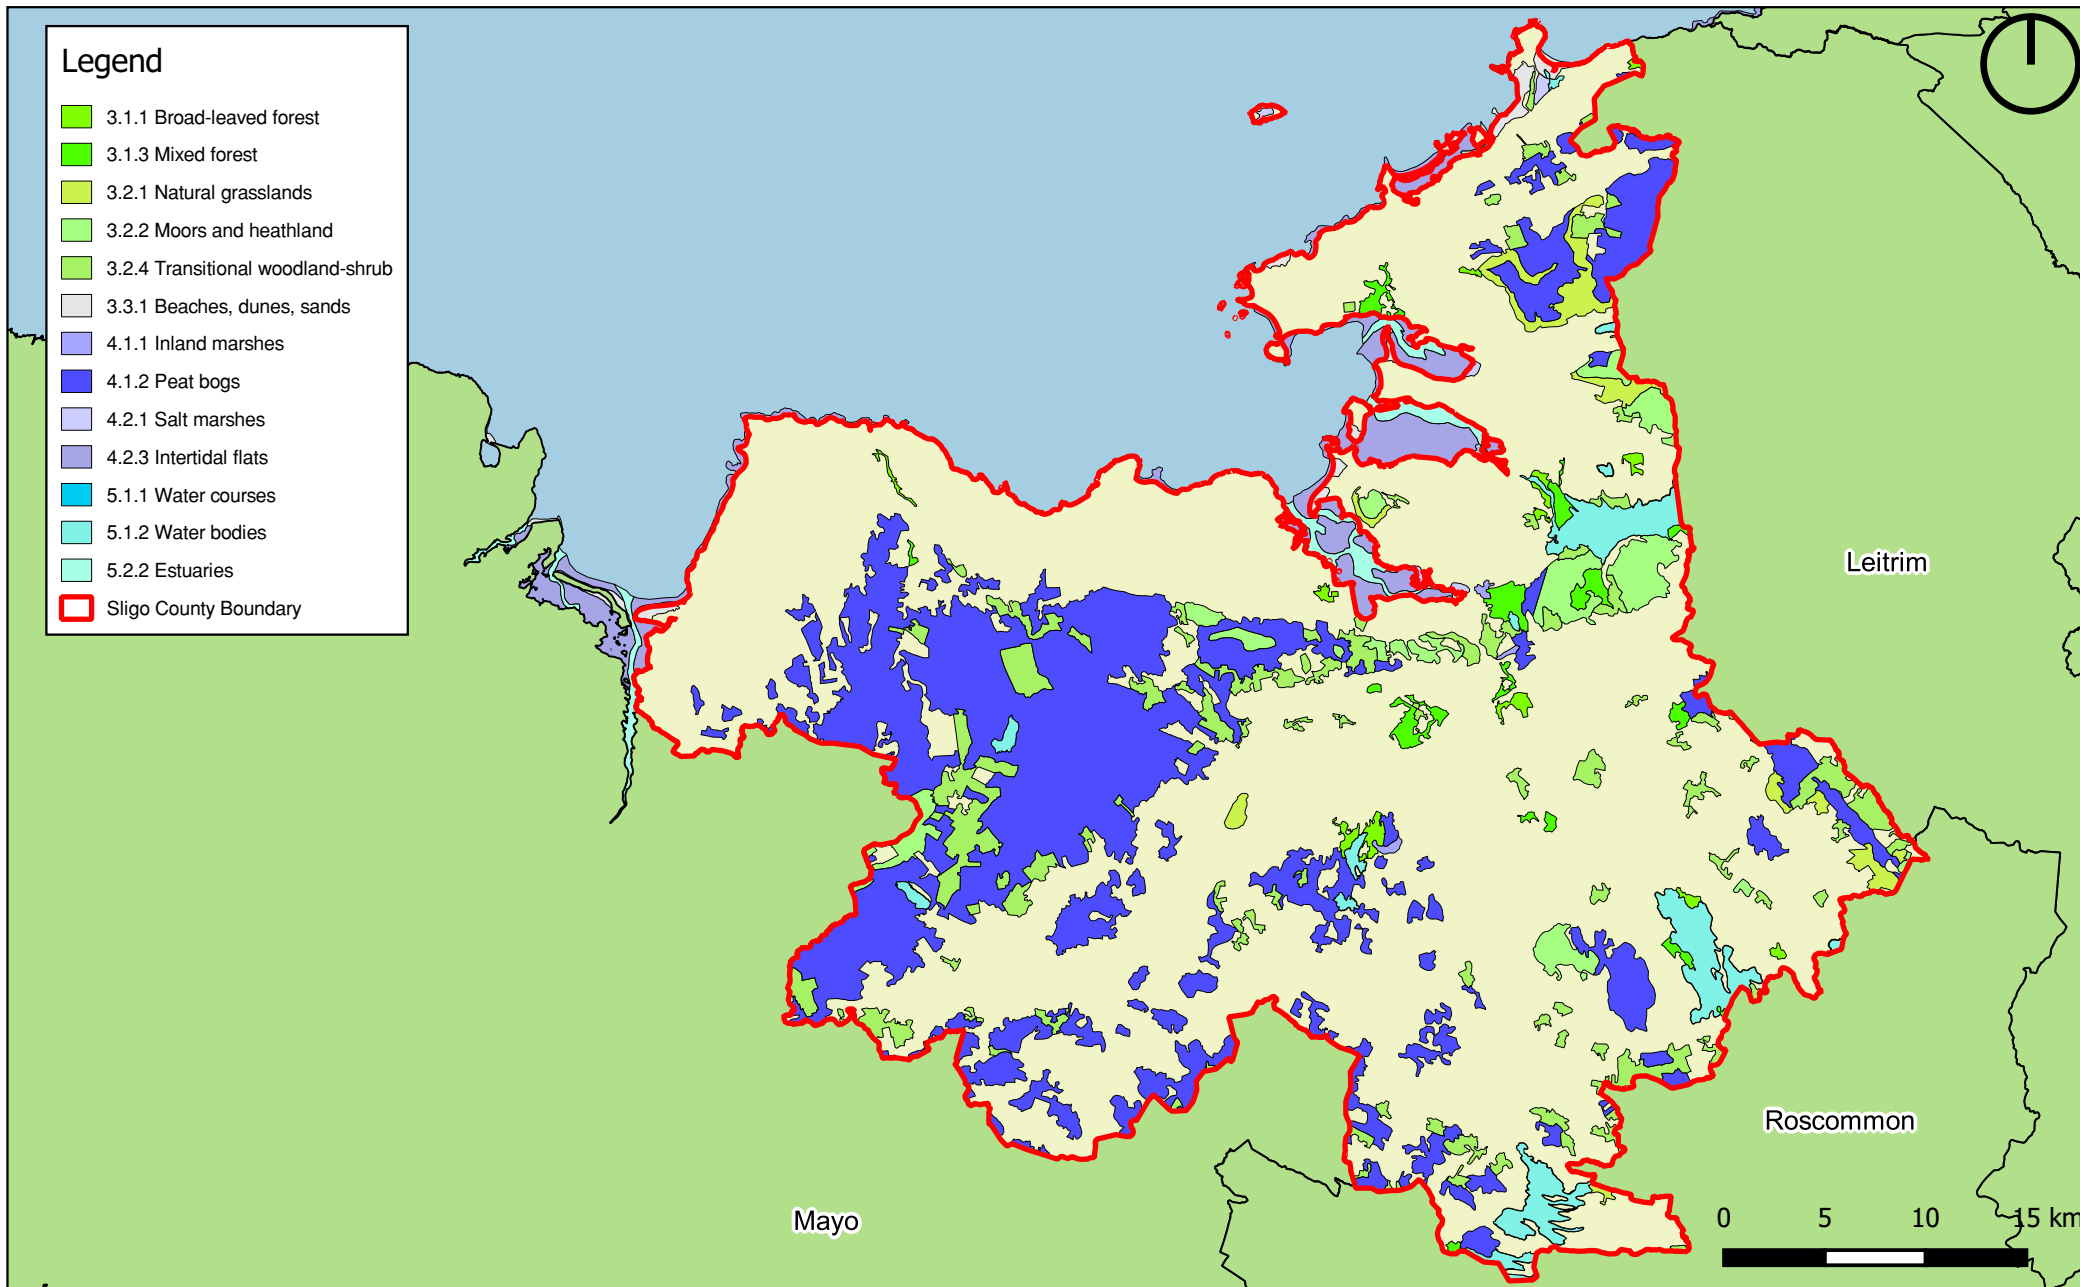 Legend
3.1.1 Broad-leaved forest
3.1.3 Mixed forest
3.2.1 Natural grasslands
3.2.2 Moors and heathland
3.2.4 Transitional woodland-shrub
3.3.1 Beaches, dunes, sands
4.1.1 Inland marshes
4.1.2 Peat bogs
4.2.1 Salt marshes
4.2.3 Intertidal flats
5.1.1 Water courses
5.1.2 Water bodies
5.2.2 Estuaries
Sligo County Boundary
Leitrim
Roscommon
Mayo
0 5 10 15 km